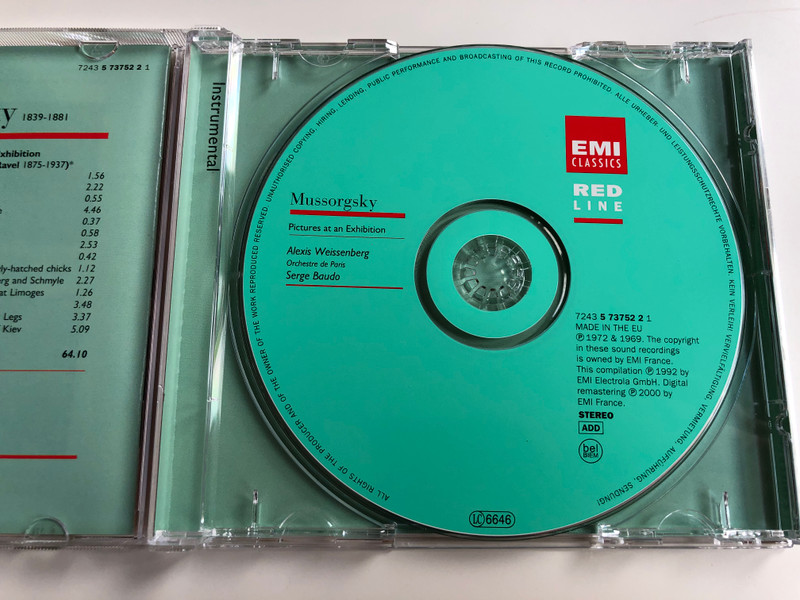 7243 5 73752 2 1
y 1839-1881
Exhibition
Ravel 1875-1937)*
1.56
2.22
0.55
4.46
0.37
0.58
2.53
0.42
ly-hatched chicks 1.12
erg and Schmyle 2.27
at Limoges 1.26
3.48
Legs 3.37
Kiev 5.09
64.10
Instrumental
ALL RIGHTS OF THE PRODUCER AND OF THE OWNER OF THE WORK REPRODUCED RESERVED. UNAUTHORISED COPYING, HIRING, LENDING, PUBLIC PERFORMANCE AND BROADCASTING OF THIS RECORD PROHIBITED. ALLE URHEBER- UND LEISTUNGSSCHUTZRECHTE VORBEHALTEN. KEIN VERLEIH! VERVIELFÄLTIGUNG, VERMIETUNG, AUFFÜHRUNG, SENDUNG!
EMI
CLASSICS
RED
LINE
Mussorgsky
Pictures at an Exhibition
Alexis Weissenberg
Orchestre de Paris
Serge Baudo
7243 5 73752 2 1
MADE IN THE EU
℗ 1972 & 1969. The copyright
in these sound recordings
is owned by EMI France.
This compilation ℗ 1992 by
EMI Electrola GmbH. Digital
remastering ℗ 2000 by
EMI France.
STEREO
ADD
bel
BIEM
LC 6646